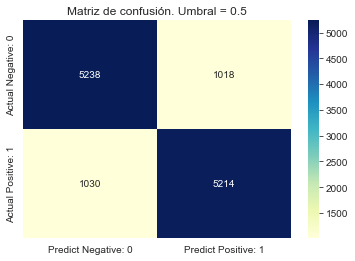 Matriz de confusión. Umbral = 0.5
Actual Negative: 0
5238
1018
Actual Positive: 1
1030
5214
Predict Negative: 0
Predict Positive: 1
5000
4500
4000
3500
3000
2500
2000
1500